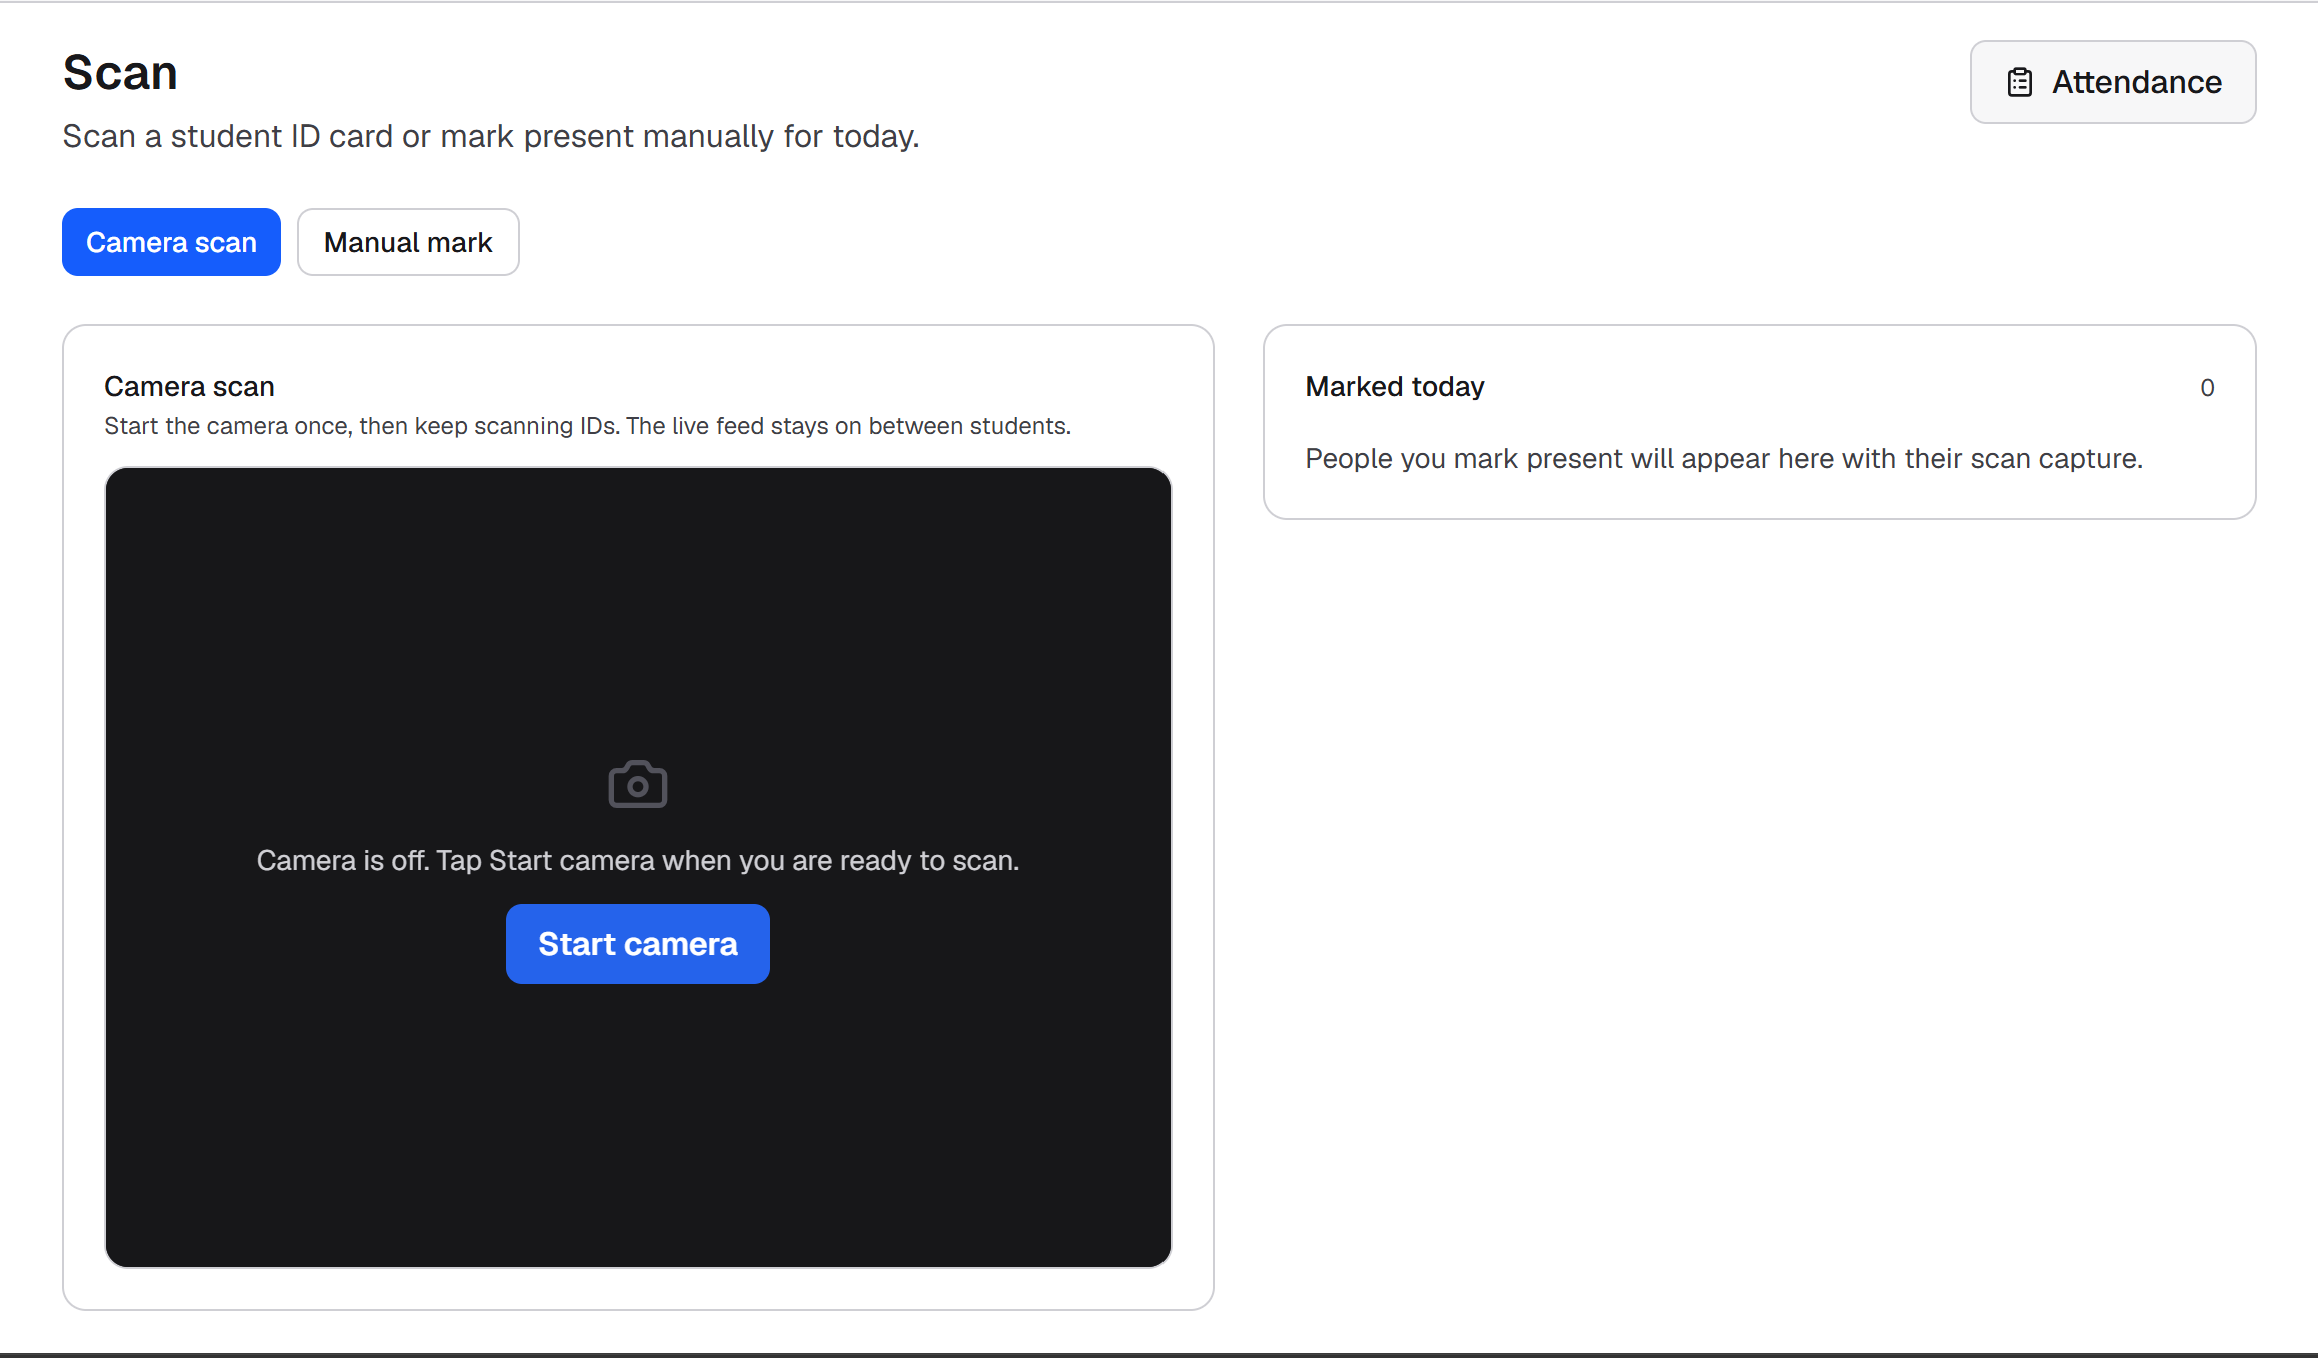 Scan
Attendance
Scan a student ID card or mark present manually for today.
Camera scan
Manual mark
Camera scan
Start the camera once, then keep scanning IDs. The live feed stays on between students.
Camera is off. Tap Start camera when you are ready to scan.
Start camera
Marked today
0
People you mark present will appear here with their scan capture.